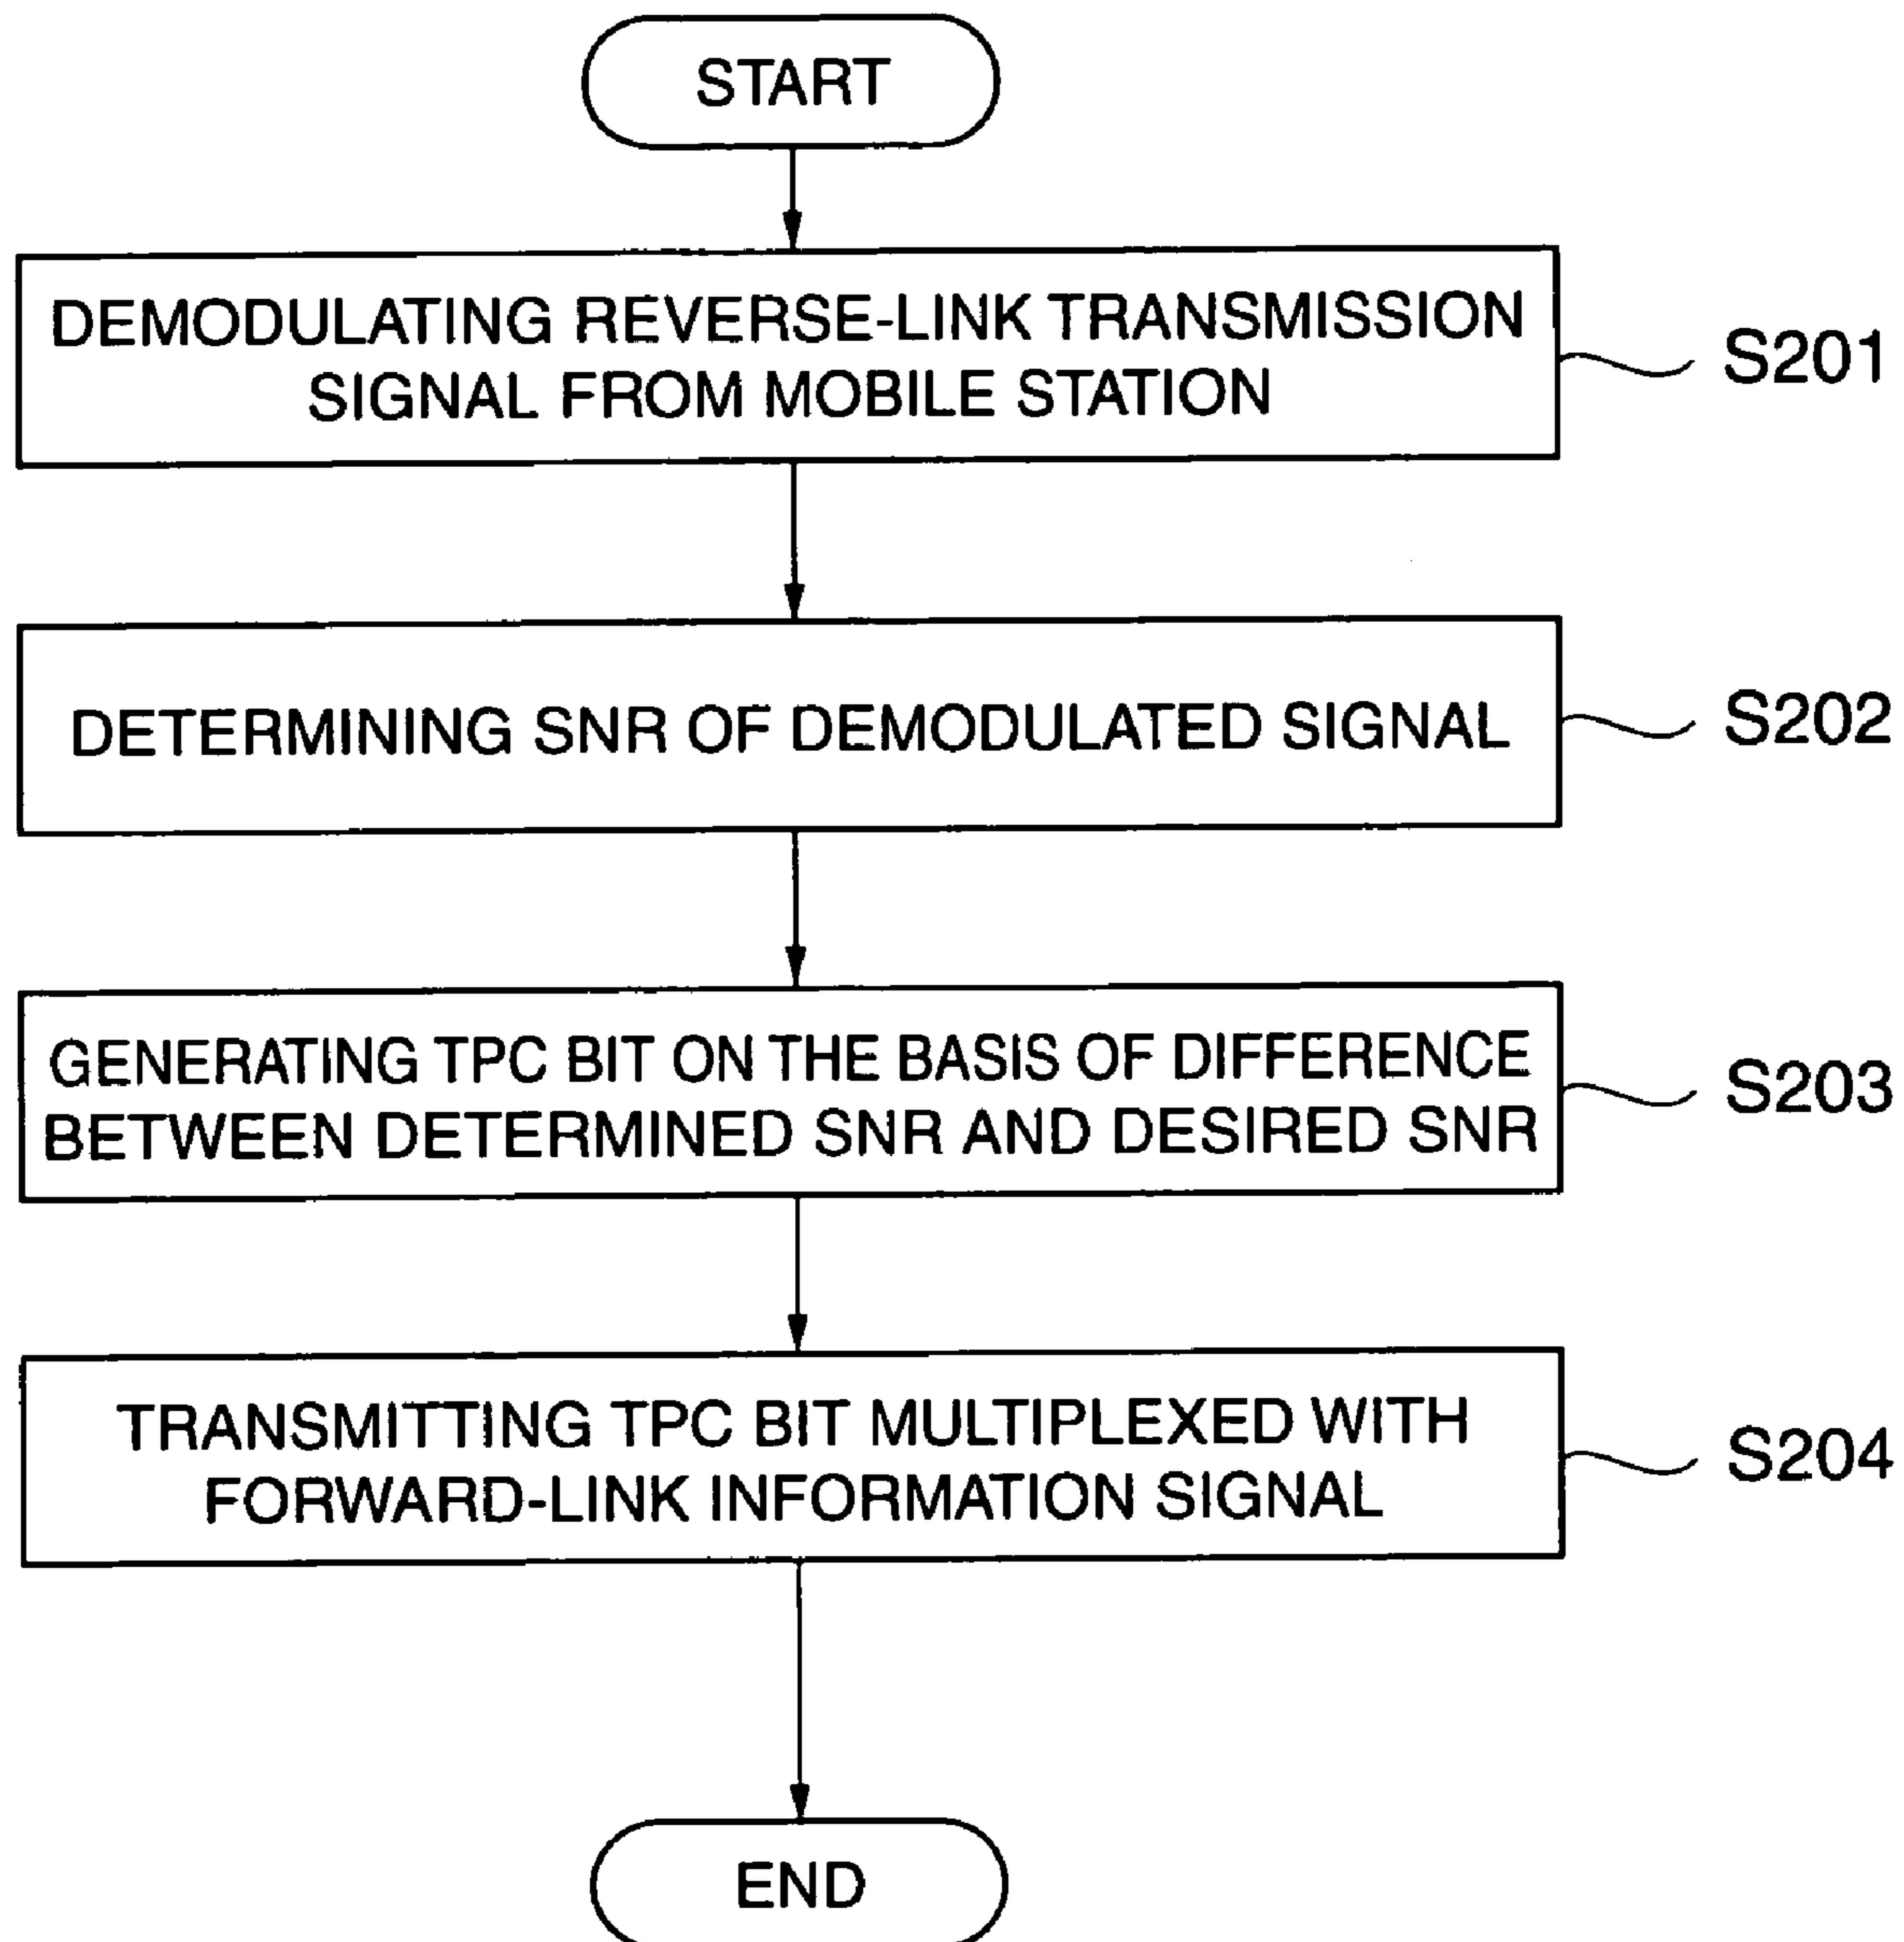 START
DEMODULATING REVERSE-LINK TRANSMISSION
SIGNAL FROM MOBILE STATION
S201
DETERMINING SNR OF DEMODULATED SIGNAL
S202
GENERATING TPC BIT ON THE BASIS OF DIFFERENCE
BETWEEN DETERMINED SNR AND DESIRED SNR
S203
TRANSMITTING TPC BIT MULTIPLEXED WITH
FORWARD-LINK INFORMATION SIGNAL
S204
END